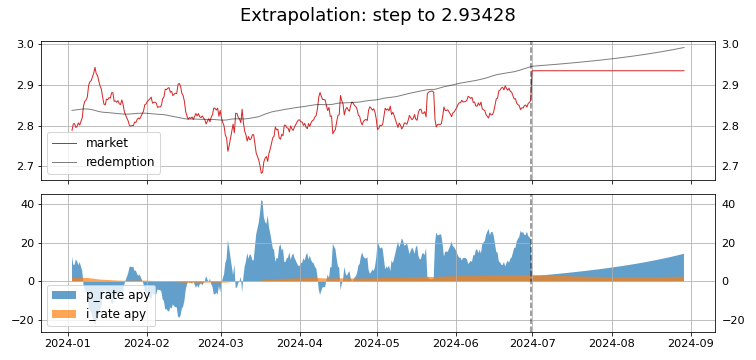 Extrapolation: step to 2.93428
3.0 3.0
2.9 2.9
2.8 2.8
2.7 2.7
market
redemption
40 40
20 20
0 0
−20 −20
p_rate apy
i_rate apy
2024-01 2024-02 2024-03 2024-04 2024-05 2024-06 2024-07 2024-08 2024-09